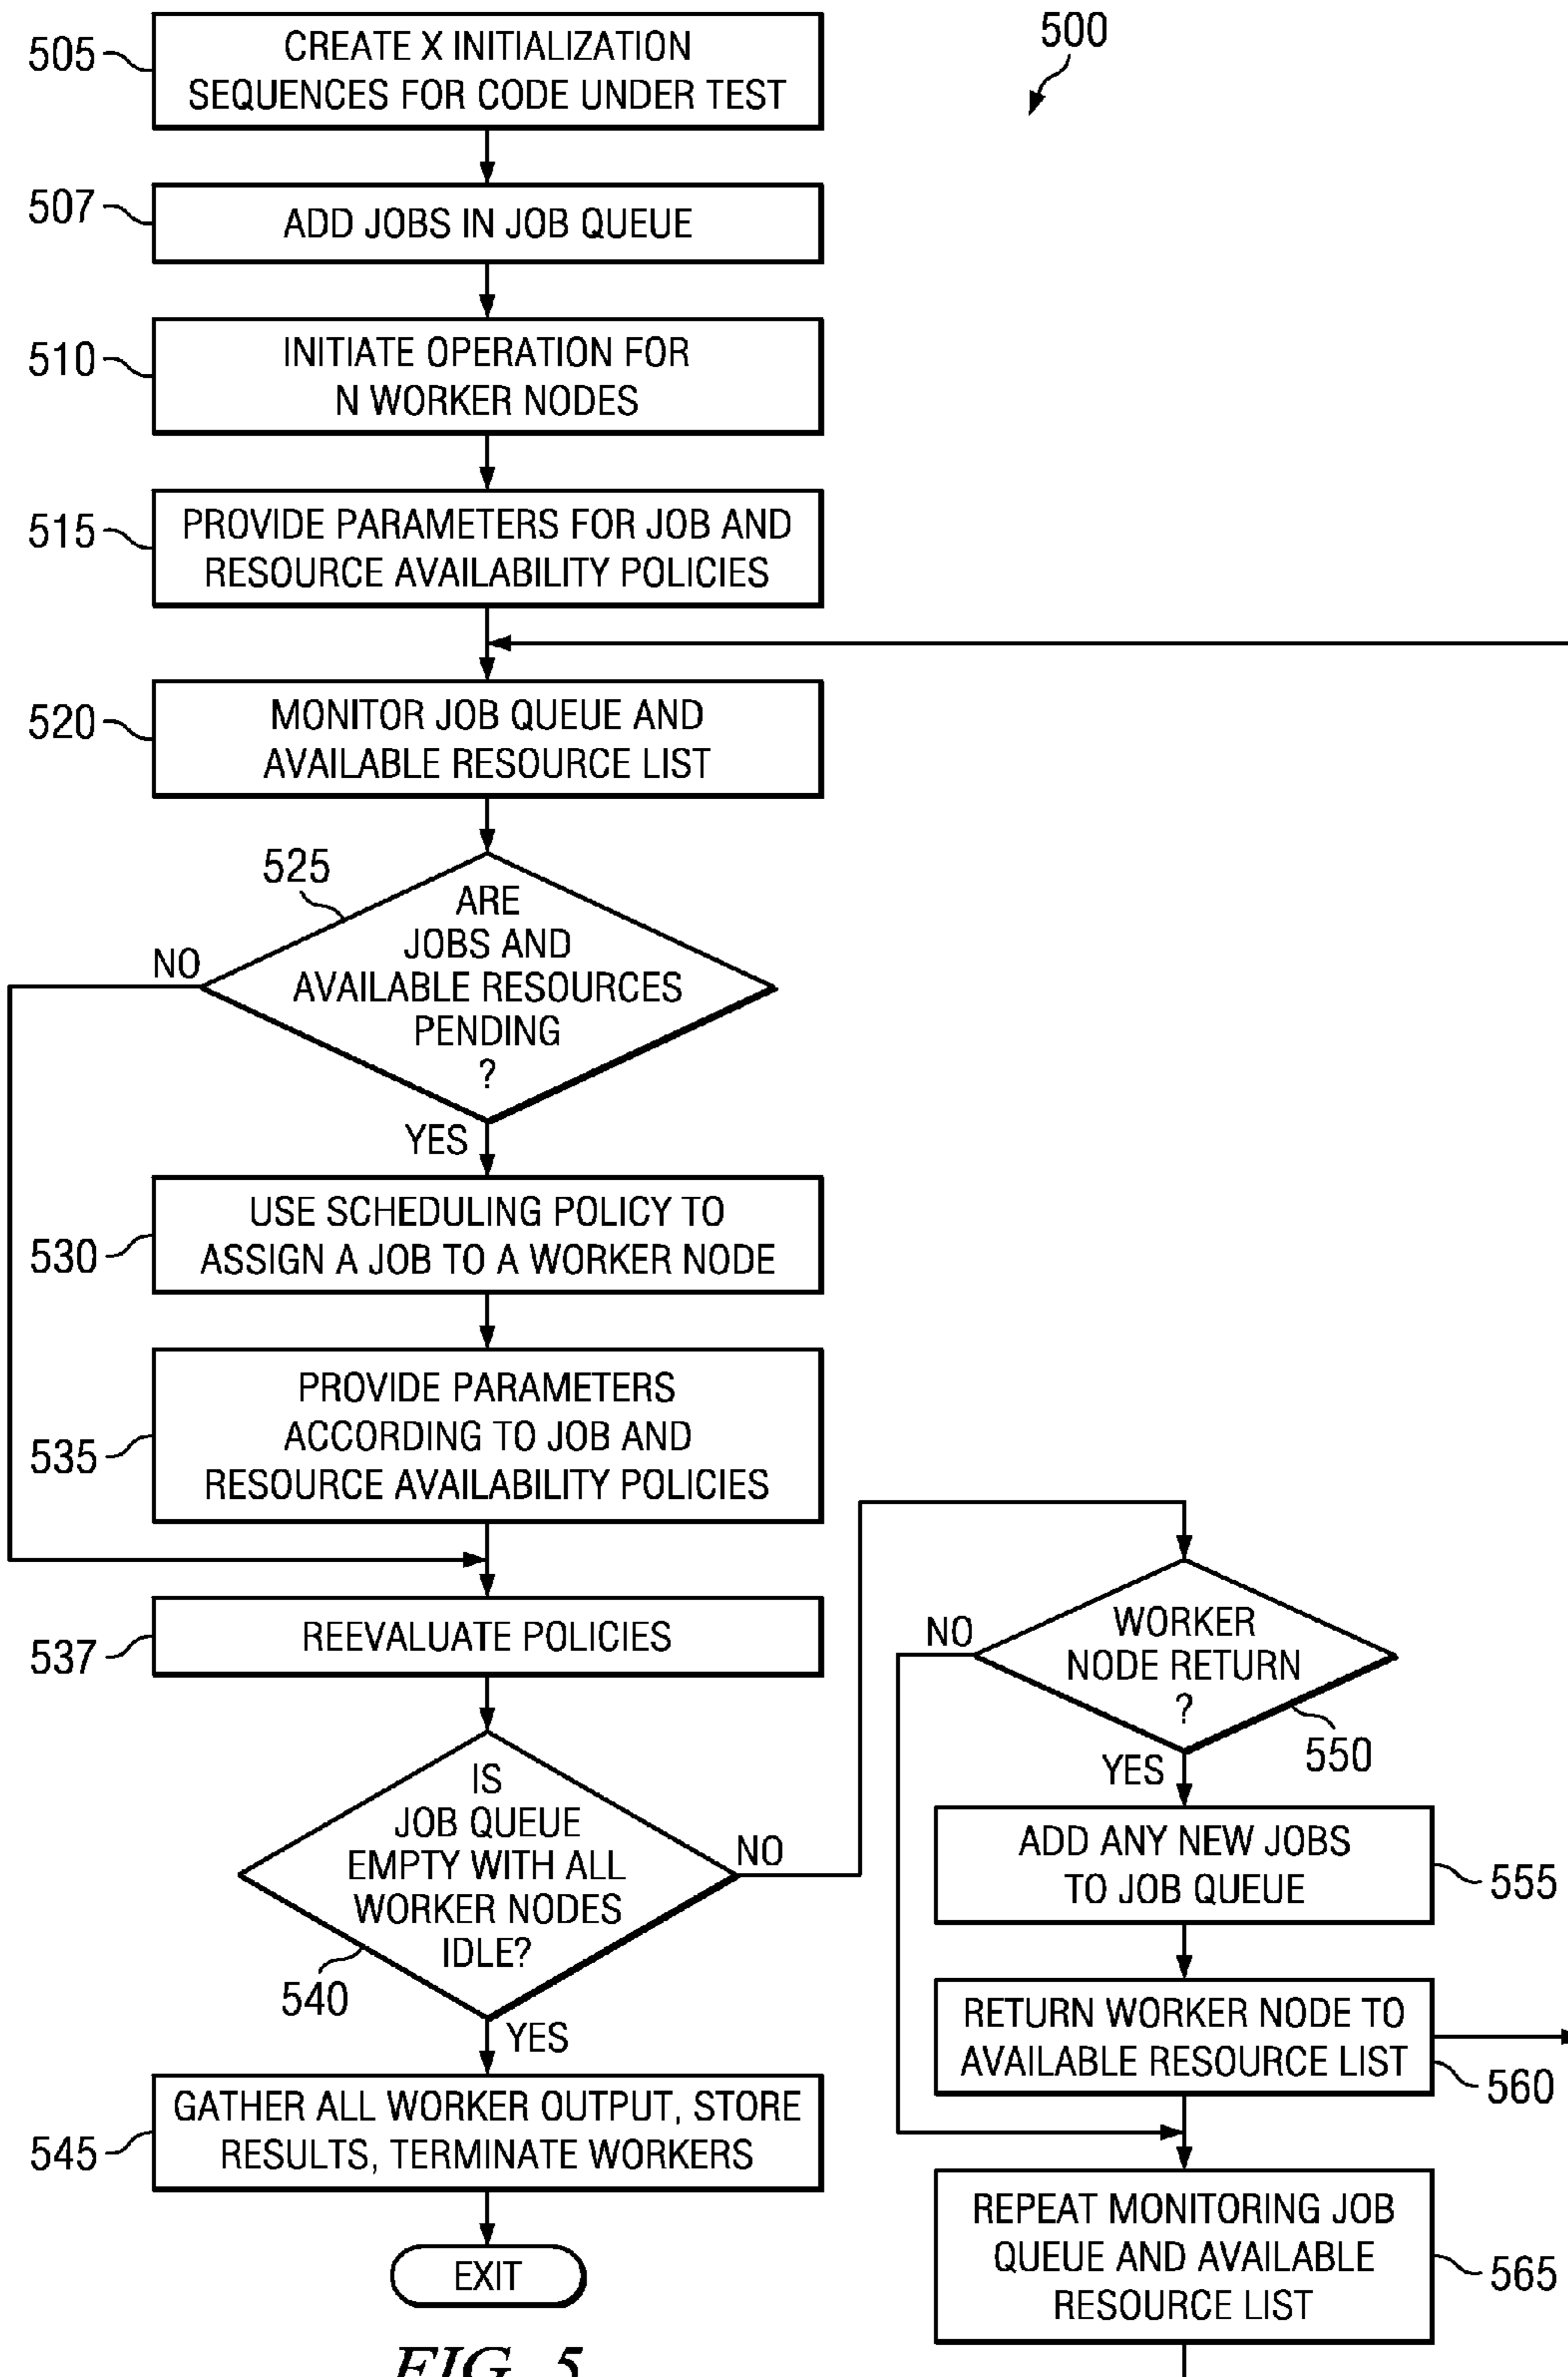 500
505
CREATE X INITIALIZATION
SEQUENCES FOR CODE UNDER TEST
507
ADD JOBS IN JOB QUEUE
510
INITIATE OPERATION FOR
N WORKER NODES
515
PROVIDE PARAMETERS FOR JOB AND
RESOURCE AVAILABILITY POLICIES
520
MONITOR JOB QUEUE AND
AVAILABLE RESOURCE LIST
525
ARE
JOBS AND
AVAILABLE RESOURCES
PENDING
?
NO
YES
530
USE SCHEDULING POLICY TO
ASSIGN A JOB TO A WORKER NODE
535
PROVIDE PARAMETERS
ACCORDING TO JOB AND
RESOURCE AVAILABILITY POLICIES
537
REEVALUATE POLICIES
IS
JOB QUEUE
EMPTY WITH ALL
WORKER NODES
IDLE?
540
NO
YES
545
GATHER ALL WORKER OUTPUT, STORE
RESULTS, TERMINATE WORKERS
EXIT
WORKER
NODE RETURN
?
550
NO
YES
ADD ANY NEW JOBS
TO JOB QUEUE
555
RETURN WORKER NODE TO
AVAILABLE RESOURCE LIST
560
REPEAT MONITORING JOB
QUEUE AND AVAILABLE
RESOURCE LIST
565
FIG. 5